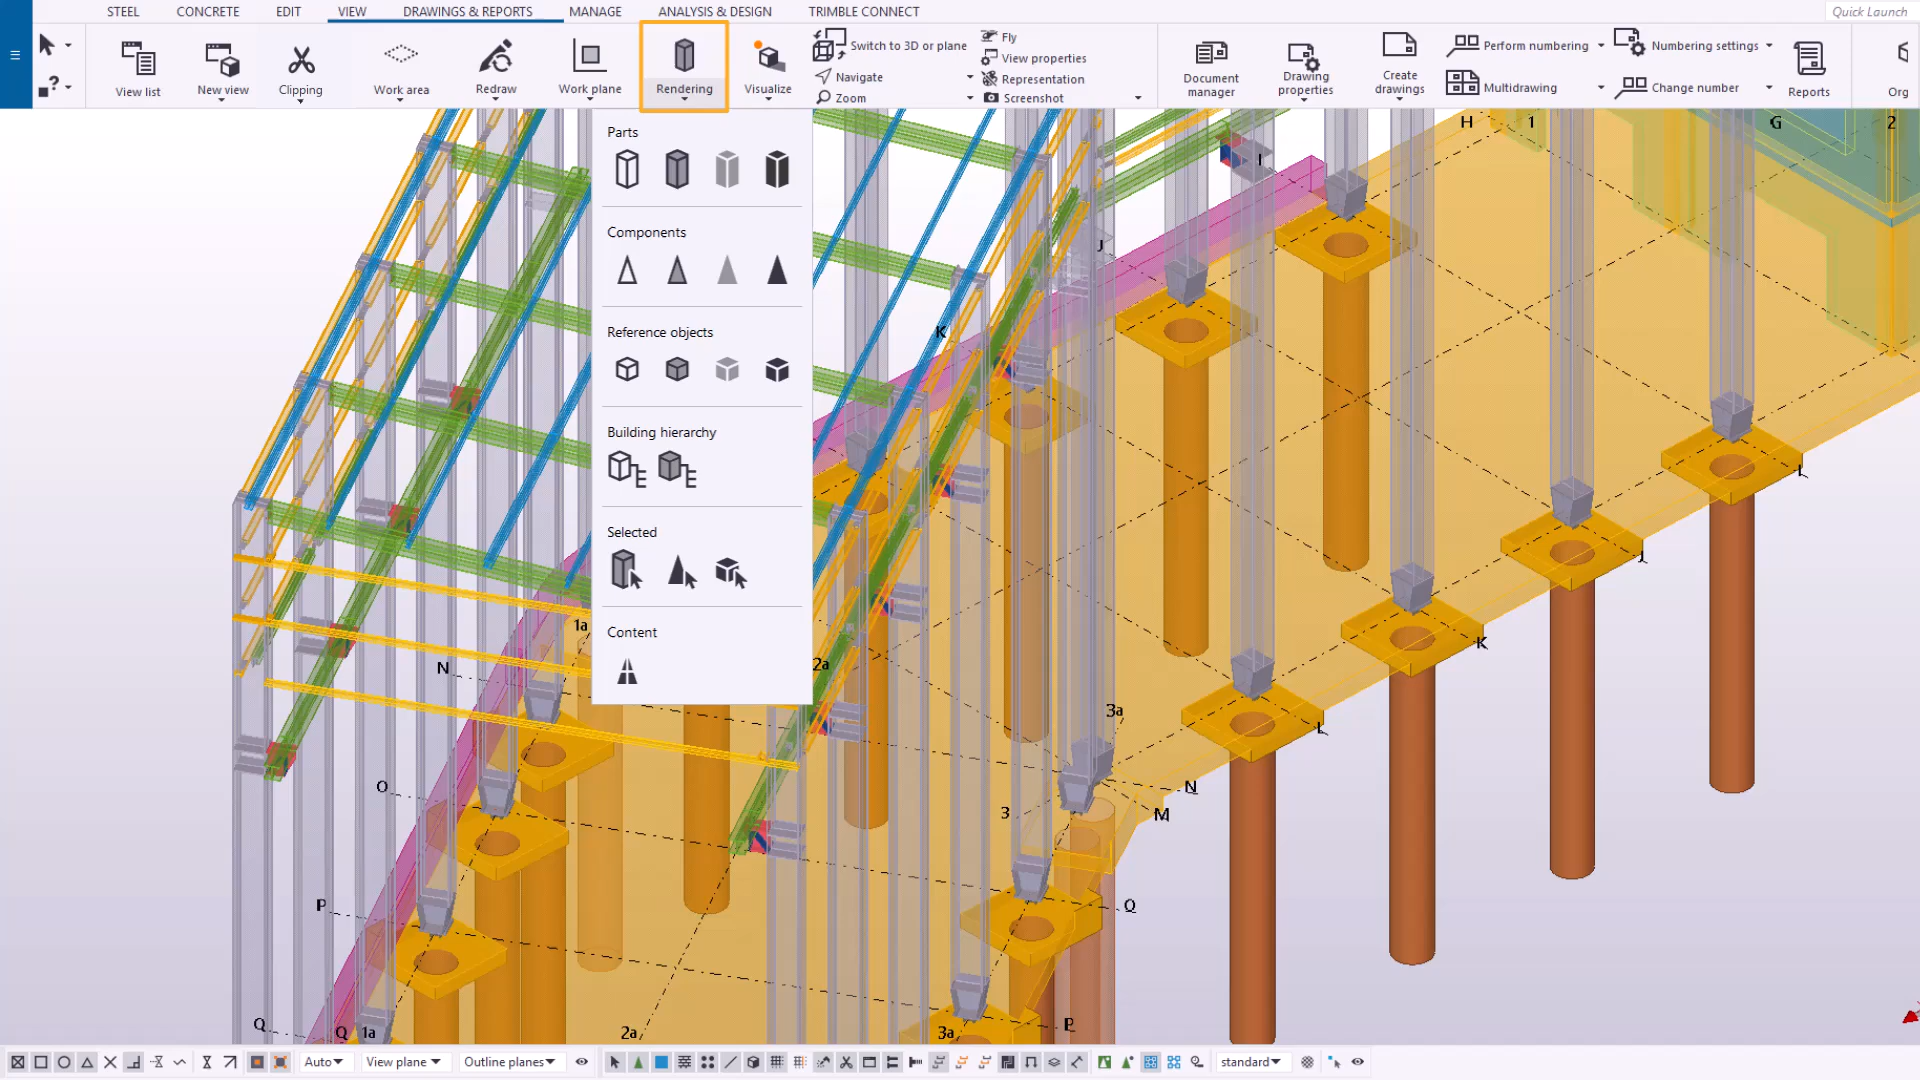 STEEL CONCRETE EDIT VIEW DRAWINGS & REPORTS MANAGE ANALYSIS & DESIGN TRIMBLE CONNECT Quick Launch
View list
New view
Clipping
Work area
Redraw
Work plane
Rendering
Visualize
Switch to 3D or plane
Navigate
Zoom
Fly
View properties
Representation
Screenshot
Document
manager
Drawing
properties
Create
drawings
Perform numbering
Multidrawing
Numbering settings
Change number
Reports
Org
Parts
Components
Reference objects
Building hierarchy
Selected
Content
H 1 G 2
I
J
K
L
J
1a
N
2a
K
3a
L
O
3
N
M
P
Q
Q Q 1a 2a 3a P
Auto View plane Outline planes standard